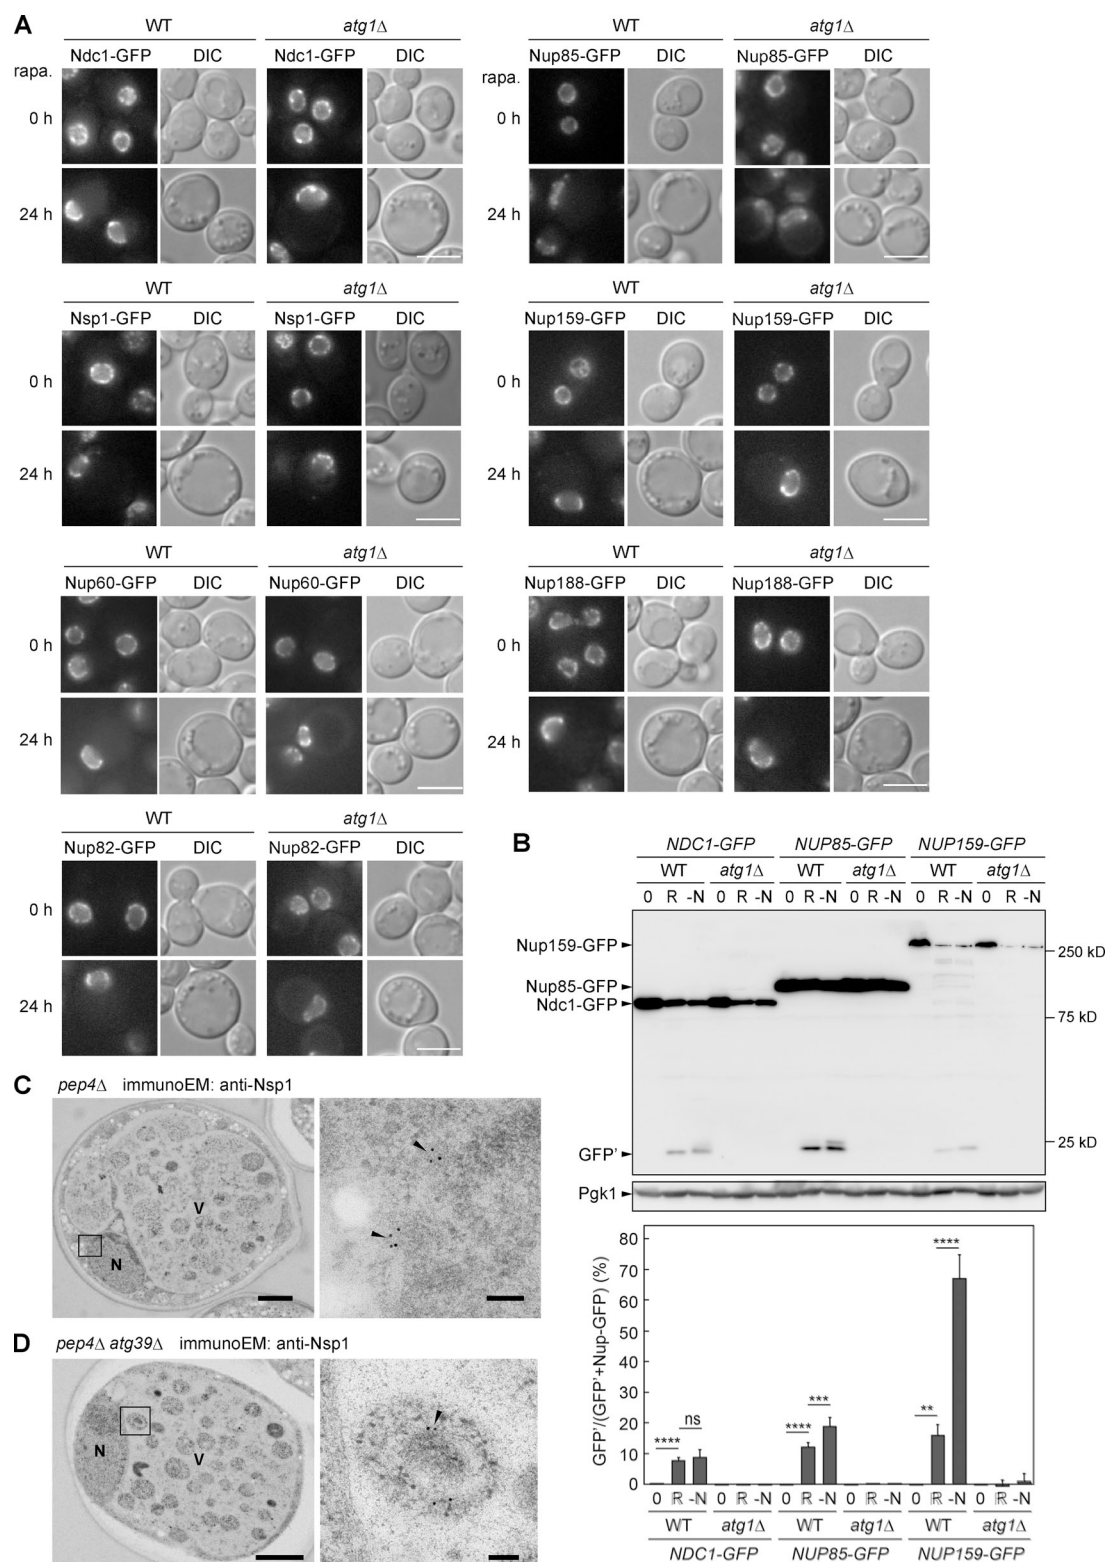 A
WT atg1Δ WT atg1Δ
Ndc1-GFP DIC Ndc1-GFP DIC Nup85-GFP DIC Nup85-GFP DIC
rapa. rapa.
0 h 0 h
24 h 24 h
WT atg1Δ WT atg1Δ
Nsp1-GFP DIC Nsp1-GFP DIC Nup159-GFP DIC Nup159-GFP DIC
0 h 0 h
24 h 24 h
WT atg1Δ WT atg1Δ
Nup60-GFP DIC Nup60-GFP DIC Nup188-GFP DIC Nup188-GFP DIC
0 h 0 h
24 h 24 h
WT atg1Δ
Nup82-GFP DIC Nup82-GFP DIC
0 h
24 h
B
NDC1-GFP NUP85-GFP NUP159-GFP
WT atg1Δ WT atg1Δ WT atg1Δ
0 R -N 0 R -N 0 R -N 0 R -N 0 R -N 0 R -N
Nup159-GFP
250 kD
Nup85-GFP
Ndc1-GFP
75 kD
25 kD
GFP'
Pgk1
GFP'/(GFP'+Nup-GFP) (%)
80
70
60
50
40
30
20
10
0
**** ns **** *** ** ****
0 R -N 0 R -N 0 R -N 0 R -N 0 R -N 0 R -N
WT atg1Δ WT atg1Δ WT atg1Δ
NDC1-GFP NUP85-GFP NUP159-GFP
C
pep4Δ immunoEM: anti-Nsp1
V
N
D
pep4Δ atg39Δ immunoEM: anti-Nsp1
N
V